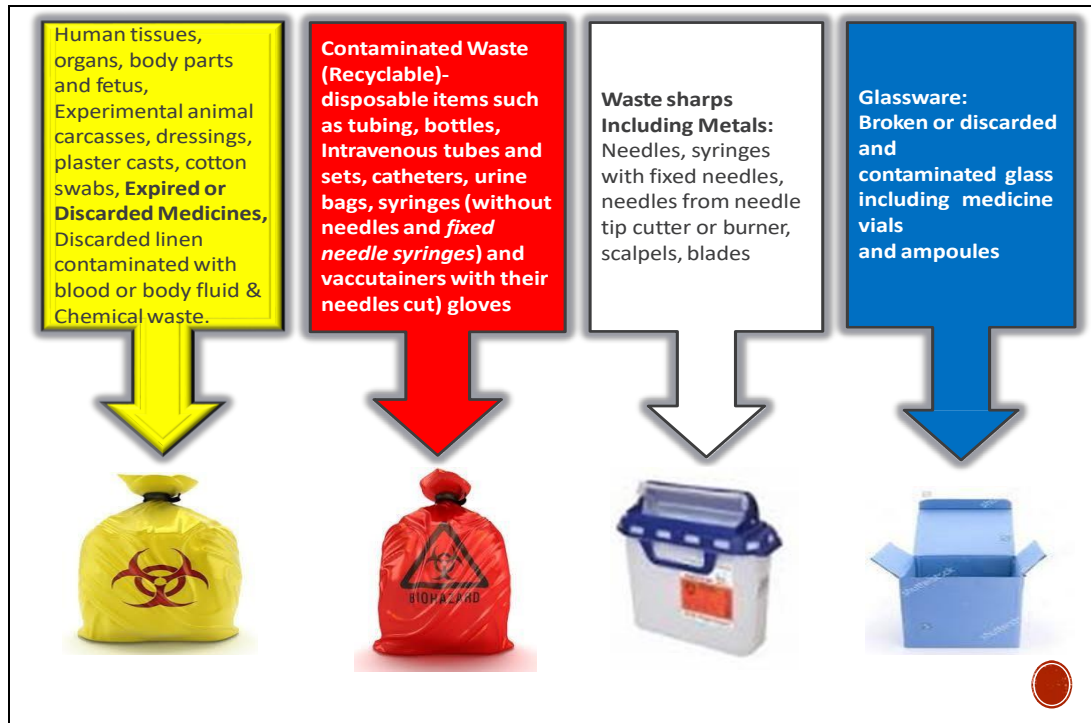 Human tissues,
organs, body parts
and fetus,
Experimental animal
carcasses, dressings,
plaster casts, cotton
swabs, Expired or
Discarded Medicines,
Discarded linen
contaminated with
blood or body fluid &
Chemical waste.
Contaminated Waste
(Recyclable)-
disposable items such
as tubing, bottles,
Intravenous tubes and
sets, catheters, urine
bags, syringes (without
needles and fixed
needle syringes) and
vaccutainers with their
needles cut) gloves
Waste sharps
Including Metals:
Needles, syringes
with fixed needles,
needles from needle
tip cutter or burner,
scalpels, blades
Glassware:
Broken or discarded
and
contaminated glass
including medicine
vials
and ampoules
BIOHAZARD
shutterstock